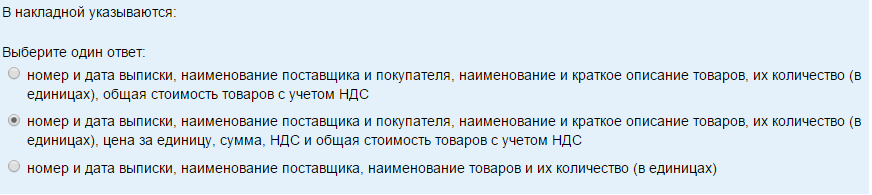 В накладной указываются:
Выберите один ответ:
номер и дата выписки, наименование поставщика и покупателя, наименование и краткое описание товаров, их количество (в
единицах), общая стоимость товаров с учетом НДС
номер и дата выписки, наименование поставщика и покупателя, наименование и краткое описание товаров, их количество (в
единицах), цена за единицу, сумма, НДС и общая стоимость товаров с учетом НДС
номер и дата выписки, наименование поставщика, наименование товаров и их количество (в единицах)